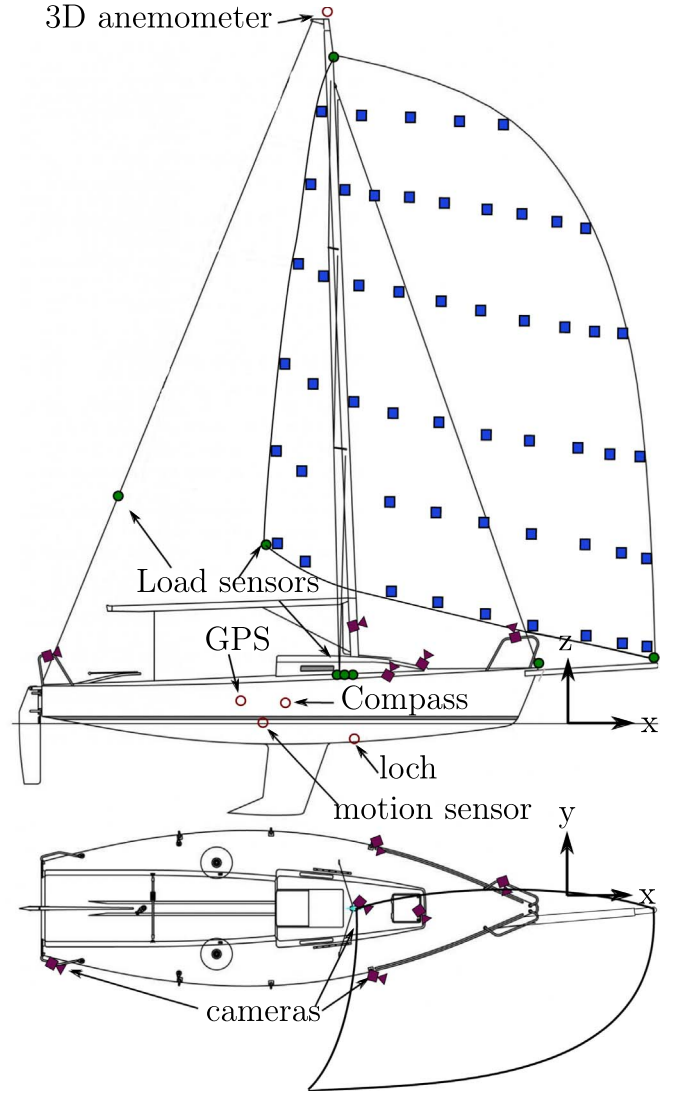 3D anemometer
Load sensors
GPS
z
Compass
x
loch
motion sensor
y
x
cameras